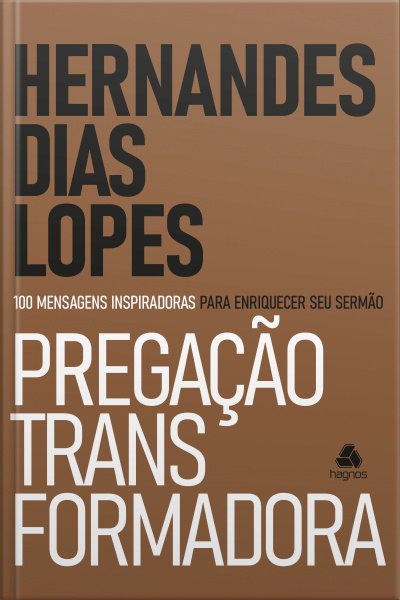 HERNANDES
DIAS
LOPES
100 MENSAGENS INSPIRADORAS PARA ENRIQUECER SEU SERMÃO
PREGAÇÃO
TRANS
FORMADORA
hagnos